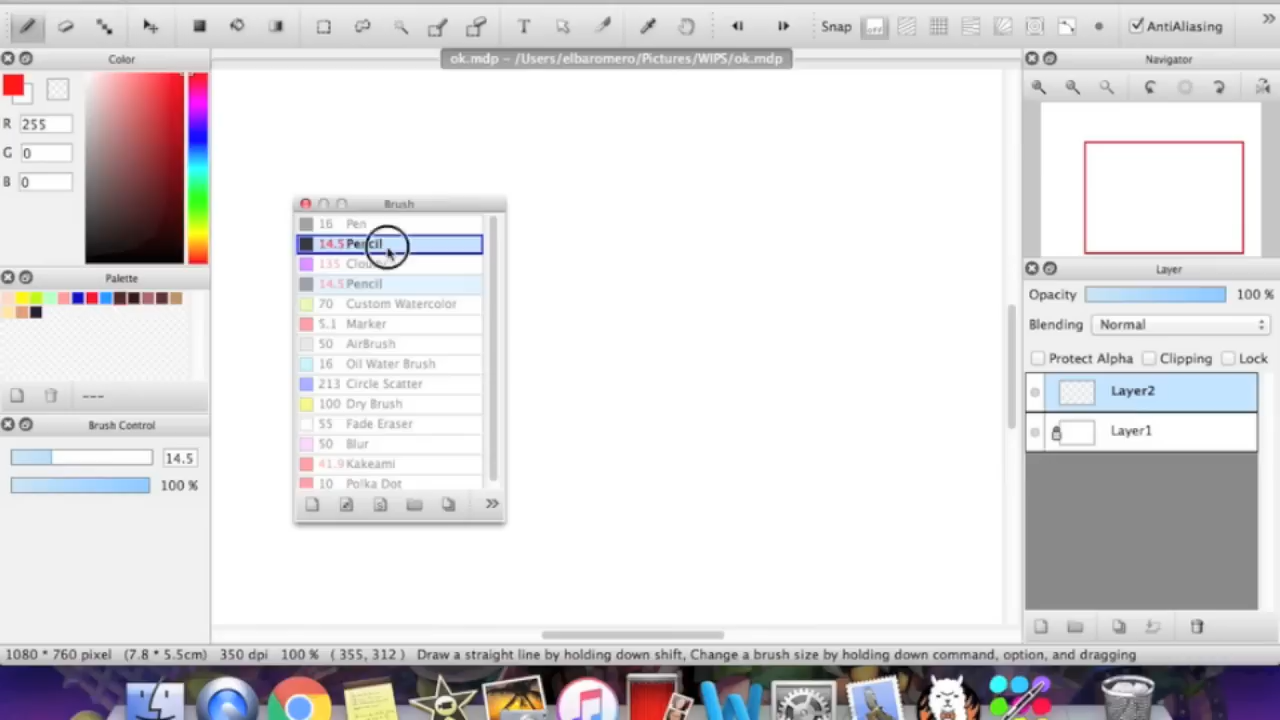 T
Snap
off
AntiAliasing
»
Color
ok.mdp – /Users/elbaromero/Pictures/WIPS/ok.mdp
Navigator
R 255
G 0
B 0
Palette
---
Brush Control
14.5
100 %
Brush
16 Pen
14.5 Pencil
135
14.5 Pencil
70 Custom Watercolor
5.1 Marker
50 AirBrush
16 Oil Water Brush
213 Circle Scatter
100 Dry Brush
55 Fade Eraser
50 Blur
41.9 Kakeami
10 Polka Dot
»
Layer
Opacity 100 %
Blending Normal
Protect Alpha Clipping Lock
Layer2
Layer1
1080 * 760 pixel (7.8 * 5.5cm) 350 dpi 100 % ( 355, 312 ) Draw a straight line by holding down shift, Change a brush size by holding down command, option, and dragging